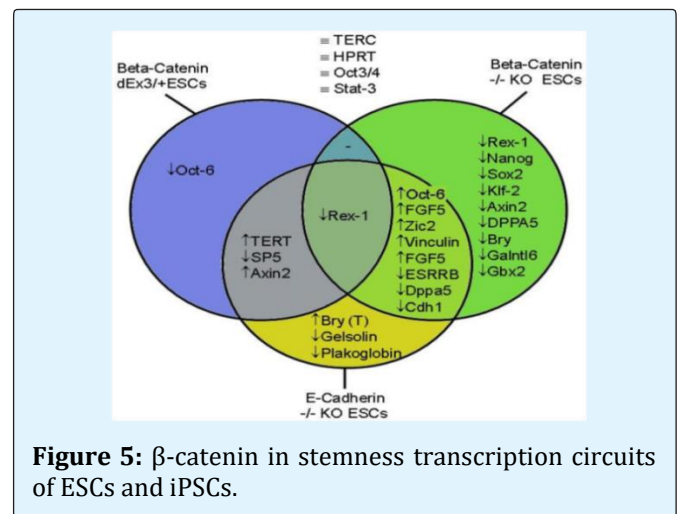 ≡ TERC
≡ HPRT
≡ Oct3/4
≡ Stat-3
Beta-Catenin
dEx3/+ESCs
Beta-Catenin
-/- KO ESCs
↓Oct-6
-
↓Rex-1
↓Nanog
↓Sox2
↓Klf-2
↓Axin2
↓DPPA5
↓Bry
↓Galntl6
↓Gbx2
↓Rex-1
↑Oct-6
↑FGF5
↑Zic2
↑Vinculin
↑FGF5
↓ESRRB
↓Dppa5
↓Cdh1
↑TERT
↓SP5
↑Axin2
↑Bry (T)
↓Gelsolin
↓Plakoglobin
E-Cadherin
-/- KO ESCs
Figure 5: β-catenin in stemness transcription circuits
of ESCs and iPSCs.